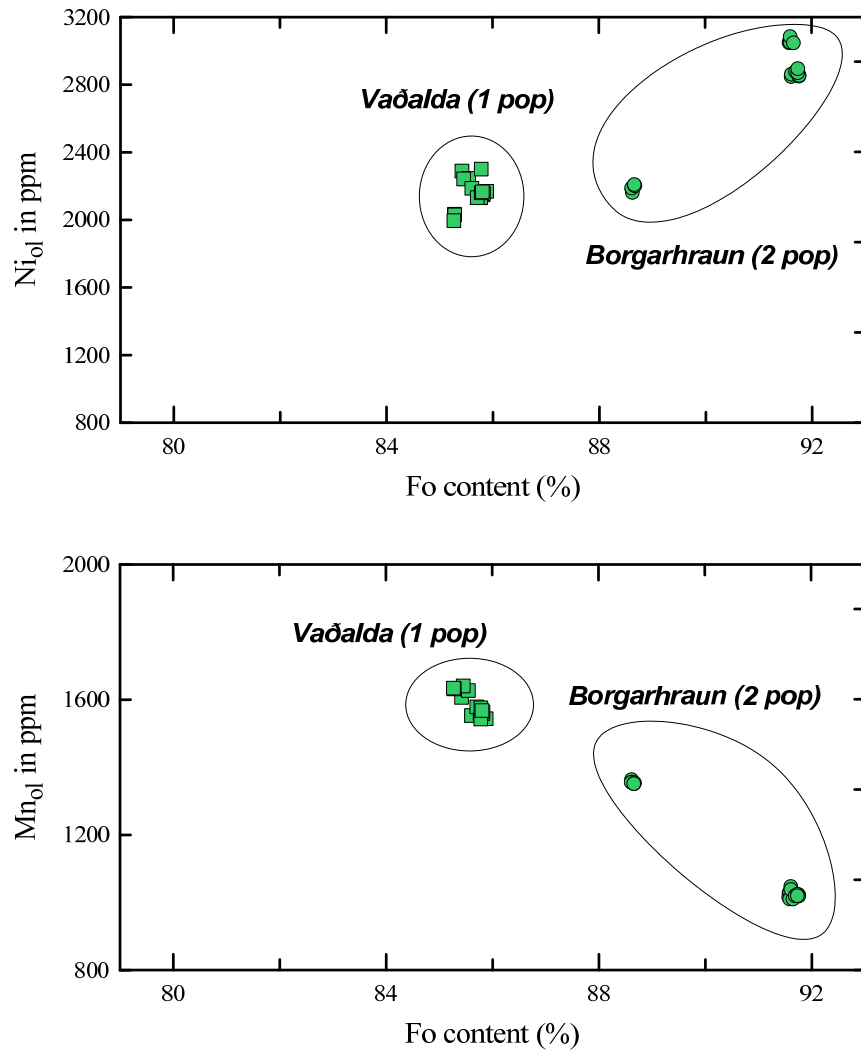 3200
2800
2400
2000
1600
1200
800
Ni_ol in ppm
Vaðalda (1 pop)
Borgarhraun (2 pop)
80
84
88
92
Fo content (%)
2000
1600
1200
800
Mn_ol in ppm
Vaðalda (1 pop)
Borgarhraun (2 pop)
80
84
88
92
Fo content (%)